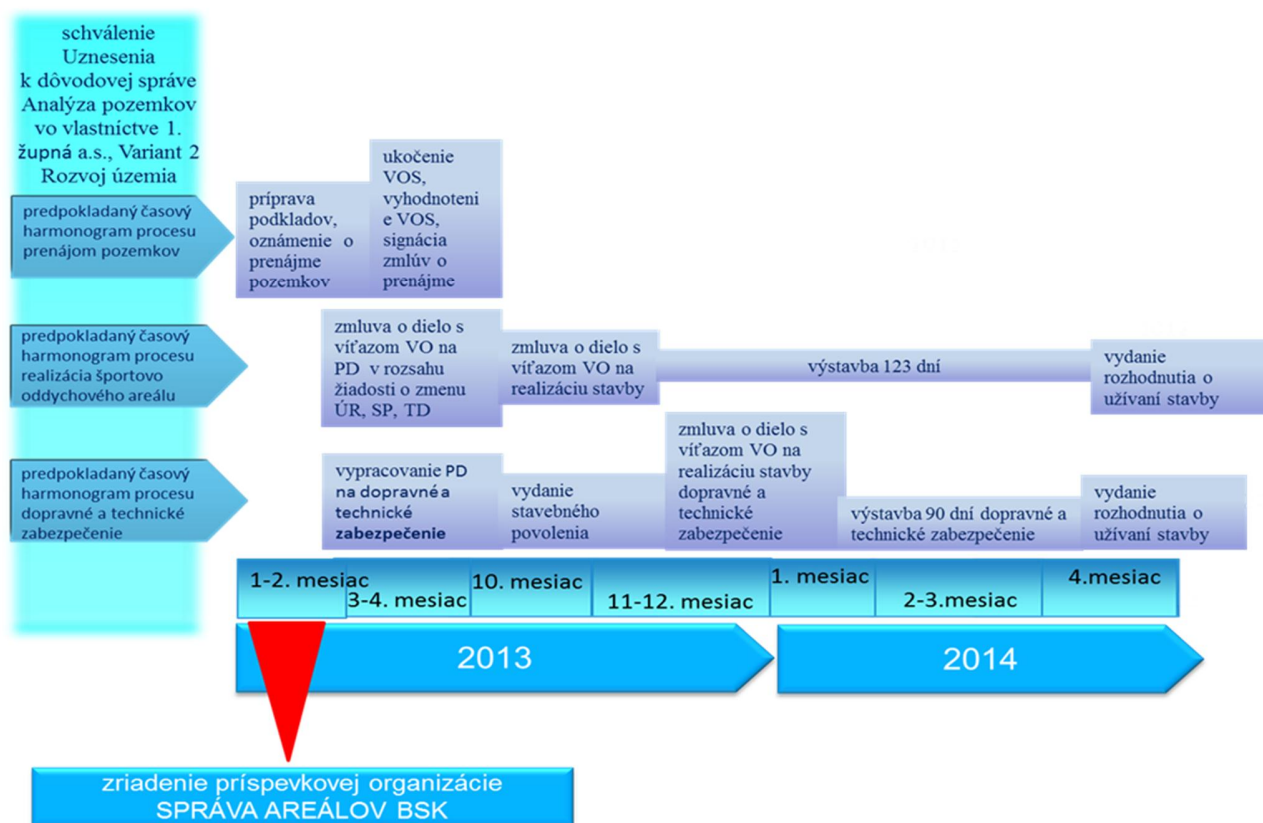 schválenie
Uznesenia
k dôvodovej správe
Analýza pozemkov
vo vlastníctve 1.
župná a.s., Variant 2
Rozvoj územia
predpokladaný časový
harmonogram procesu
prenájom pozemkov
príprava
podkladov,
oznámenie o
prenájme
pozemkov
ukočenie
VOS,
vyhodnoteni
e VOS,
signácia
zmlúv o
prenájme
predpokladaný časový
harmonogram procesu
realizácia športovo
oddychového areálu
zmluva o dielo s
víťazom VO na
PD v rozsahu
žiadosti o zmenu
ÚR, SP, TD
zmluva o dielo s
víťazom VO na
realizáciu stavby
výstavba 123 dní
vydanie
rozhodnutia o
užívaní stavby
predpokladaný časový
harmonogram procesu
dopravné a technické
zabezpečenie
vypracovanie PD
na dopravné a
technické
zabezpečenie
vydanie
stavebného
povolenia
zmluva o dielo s
víťazom VO na
realizáciu stavby
dopravné a
technické
zabezpečenie
výstavba 90 dní dopravné a
technické zabezpečenie
vydanie
rozhodnutia o
užívaní stavby
1-2. mesiac
3-4. mesiac
10. mesiac
11-12. mesiac
1. mesiac
2-3.mesiac
4.mesiac
2013
2014
zriadenie príspevkovej organizácie
SPRÁVA AREÁLOV BSK